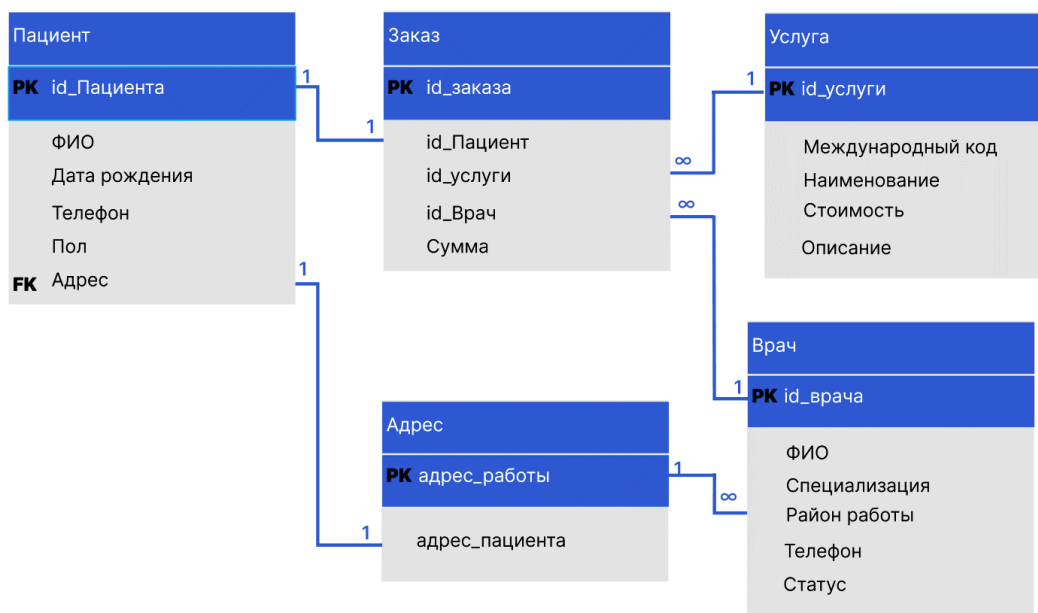 Пациент
PK id_Пациента
ФИО
Дата рождения
Телефон
Пол
FK Адрес
1
1
1
1
Заказ
PK id_заказа
id_Пациент
id_услуги
id_Врач
Сумма
∞
∞
1
1
Услуга
PK id_услуги
Международный код
Наименование
Стоимость
Описание
Адрес
PK адрес_работы
адрес_пациента
1
∞
Врач
PK id_врача
ФИО
Специализация
Район работы
Телефон
Статус